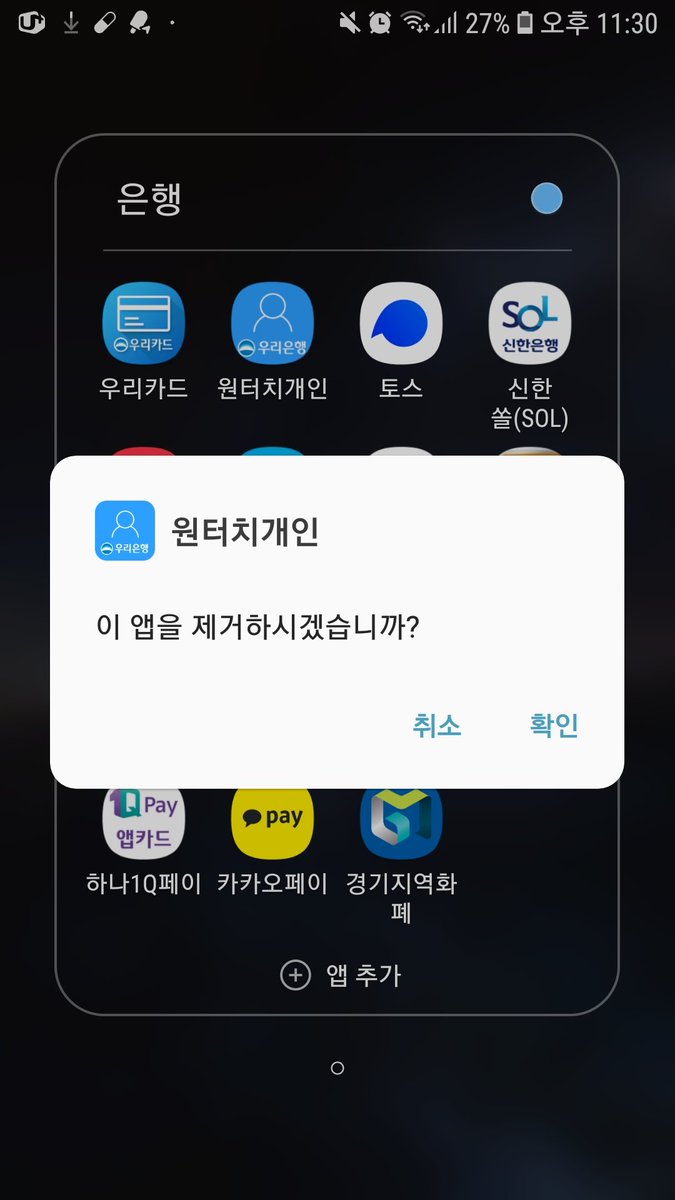 27% 오후 11:30
은행
우리카드
우리은행
SOL
신한은행
우리카드
원터치개인
토스
신한
쏠(SOL)
우리은행
원터치개인
이 앱을 제거하시겠습니까?
취소
확인
1Q Pay
앱카드
pay
하나1Q페이
카카오페이
경기지역화
폐
앱 추가